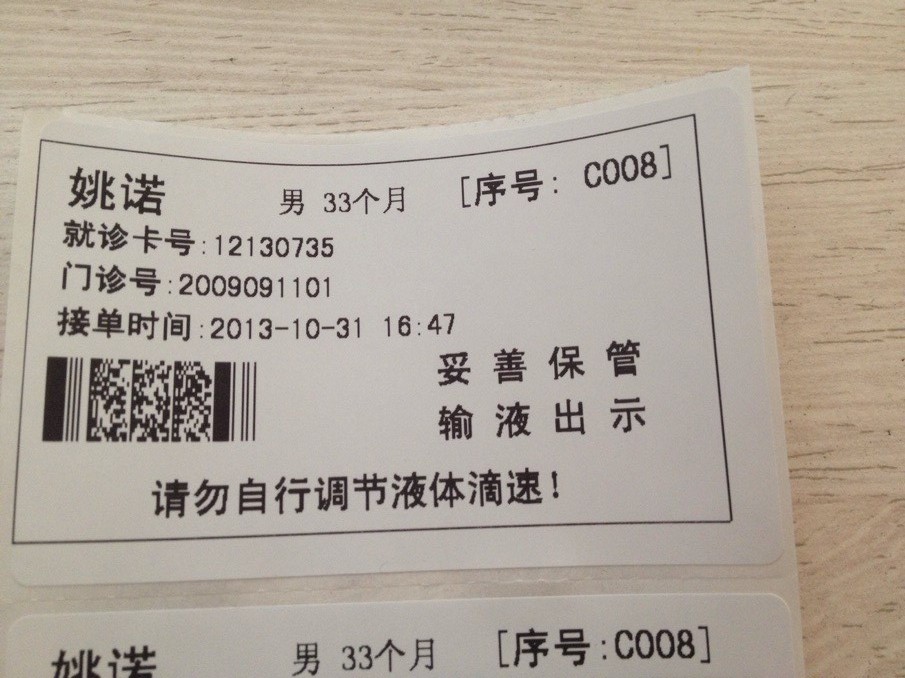 姚诺 男 33个月 [序号: C008]
就诊卡号:12130735
门诊号:2009091101
接单时间:2013-10-31 16:47
妥善保管
输液出示
请勿自行调节液体滴速!
姚诺 男 33个月 [序号:C008]